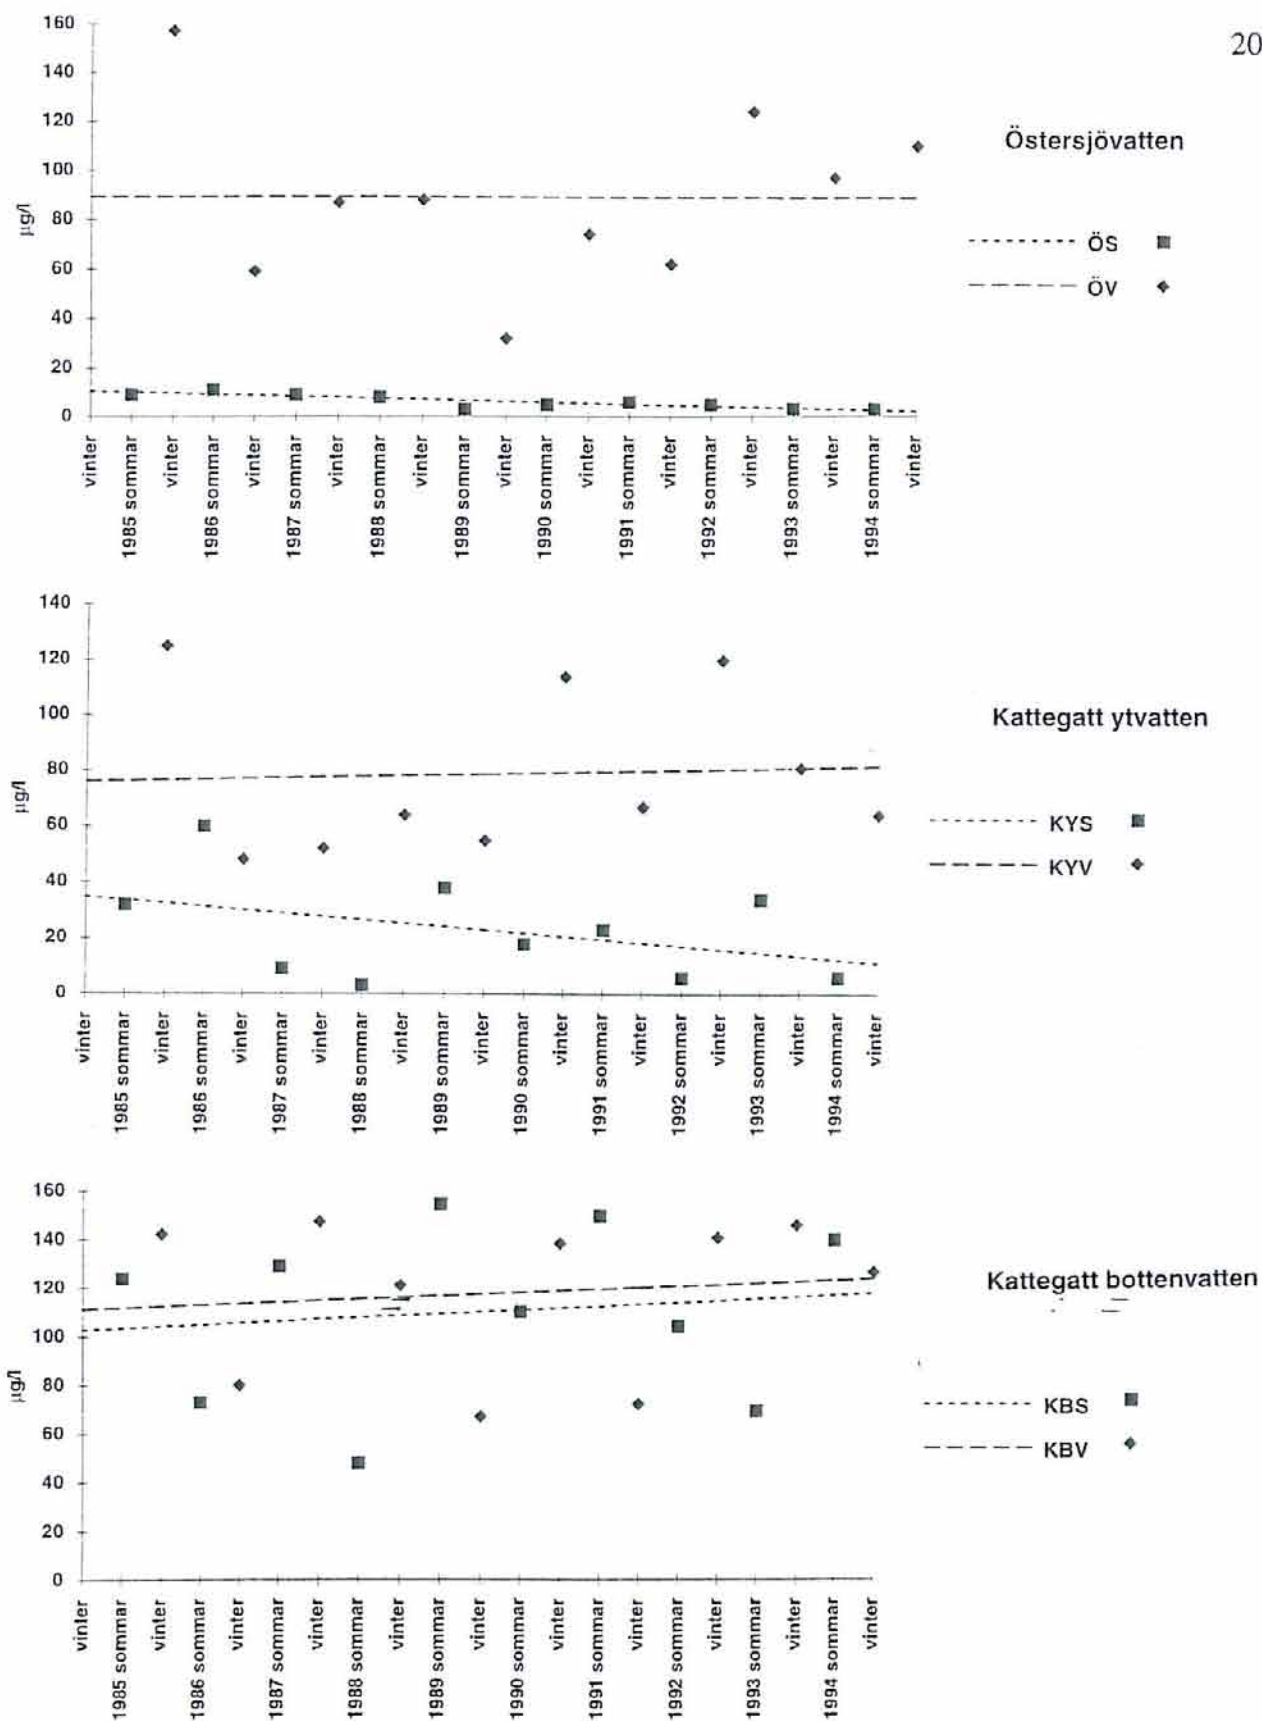 20
160
140
120
100
80
60
40
20
0
µg/l
vinter
1985 sommar
vinter
1986 sommar
vinter
1987 sommar
vinter
1988 sommar
vinter
1989 sommar
vinter
1990 sommar
vinter
1991 sommar
vinter
1992 sommar
vinter
1993 sommar
vinter
1994 sommar
vinter
Östersjövatten
ÖS
ÖV
140
120
100
80
60
40
20
0
µg/l
vinter
1985 sommar
vinter
1986 sommar
vinter
1987 sommar
vinter
1988 sommar
vinter
1989 sommar
vinter
1990 sommar
vinter
1991 sommar
vinter
1992 sommar
vinter
1993 sommar
vinter
1994 sommar
vinter
Kattegatt ytvatten
KYS
KYV
160
140
120
100
80
60
40
20
0
µg/l
vinter
1985 sommar
vinter
1986 sommar
vinter
1987 sommar
vinter
1988 sommar
vinter
1989 sommar
vinter
1990 sommar
vinter
1991 sommar
vinter
1992 sommar
vinter
1993 sommar
vinter
1994 sommar
vinter
Kattegatt bottenvatten
KBS
KBV